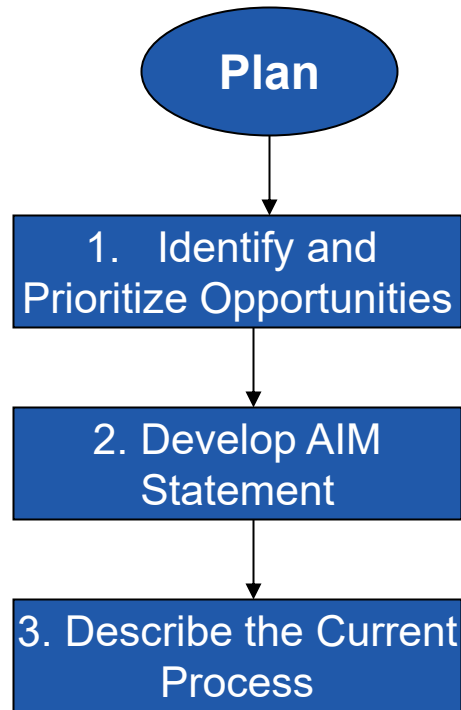 Plan
1. Identify and
Prioritize Opportunities
2. Develop AIM
Statement
3. Describe the Current
Process